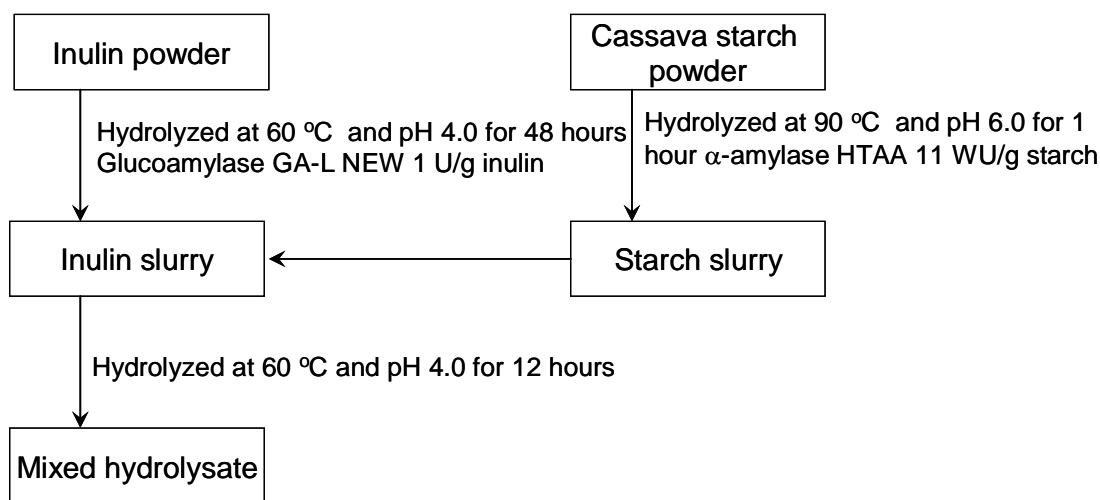 Inulin powder
Cassava starch
powder
Hydrolyzed at 60 ºC and pH 4.0 for 48 hours
Glucoamylase GA-L NEW 1 U/g inulin
Hydrolyzed at 90 ºC and pH 6.0 for 1
hour α-amylase HTAA 11 WU/g starch
Inulin slurry
Starch slurry
Hydrolyzed at 60 ºC and pH 4.0 for 12 hours
Mixed hydrolysate